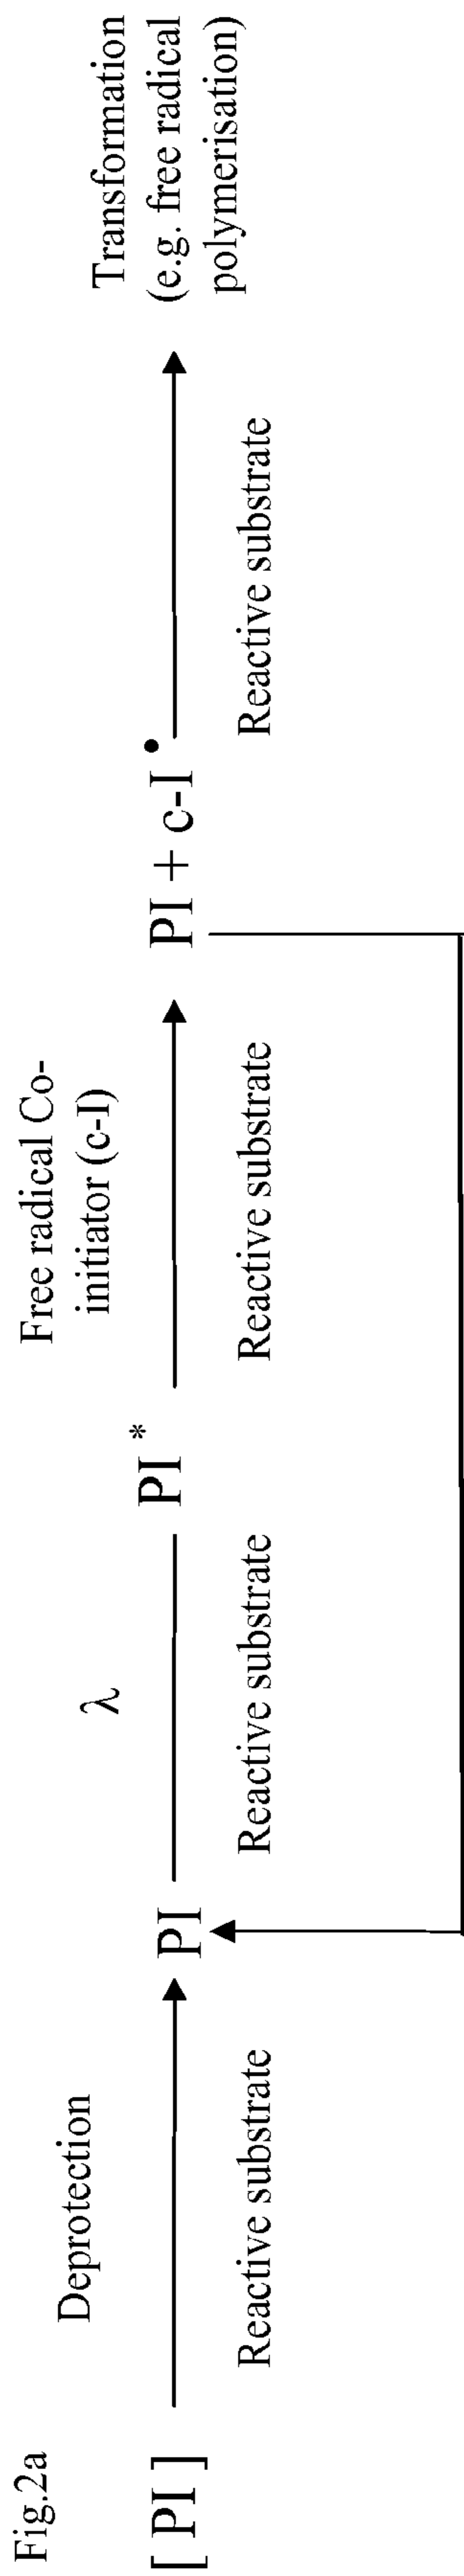 Fig.2a
[ PI ]
Deprotection
Reactive substrate
PI
λ
Reactive substrate
PI *
Free radical Co-
initiator (c-I)
Reactive substrate
PI + c-I •
Reactive substrate
Transformation
(e.g. free radical
polymerisation)